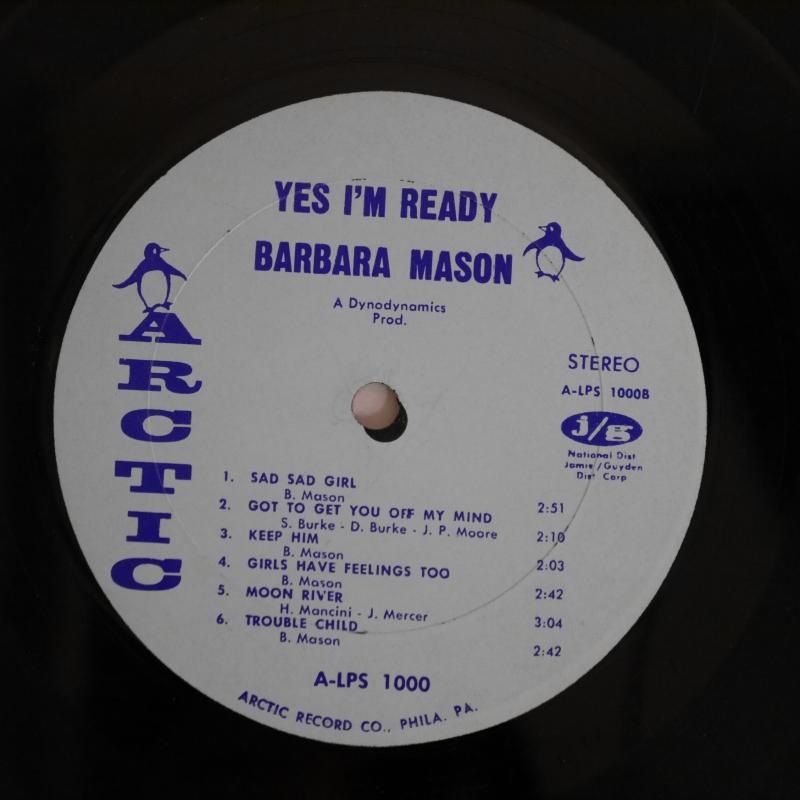 YES I'M READY
BARBARA MASON
A Dynodynamics
Prod.
ARCTIC
STEREO
A-LPS 1000B
j/g
National Dist
Jamie/Guyden
Dist Corp
1. SAD SAD GIRL 2:51
B. Mason
2. GOT TO GET YOU OFF MY MIND 2:10
S. Burke - D. Burke - J. P. Moore
3. KEEP HIM 2:03
B. Mason
4. GIRLS HAVE FEELINGS TOO 2:42
B. Mason
5. MOON RIVER 3:04
H. Mancini - J. Mercer
6. TROUBLE CHILD 2:42
B. Mason
A-LPS 1000
ARCTIC RECORD CO., PHILA. PA.